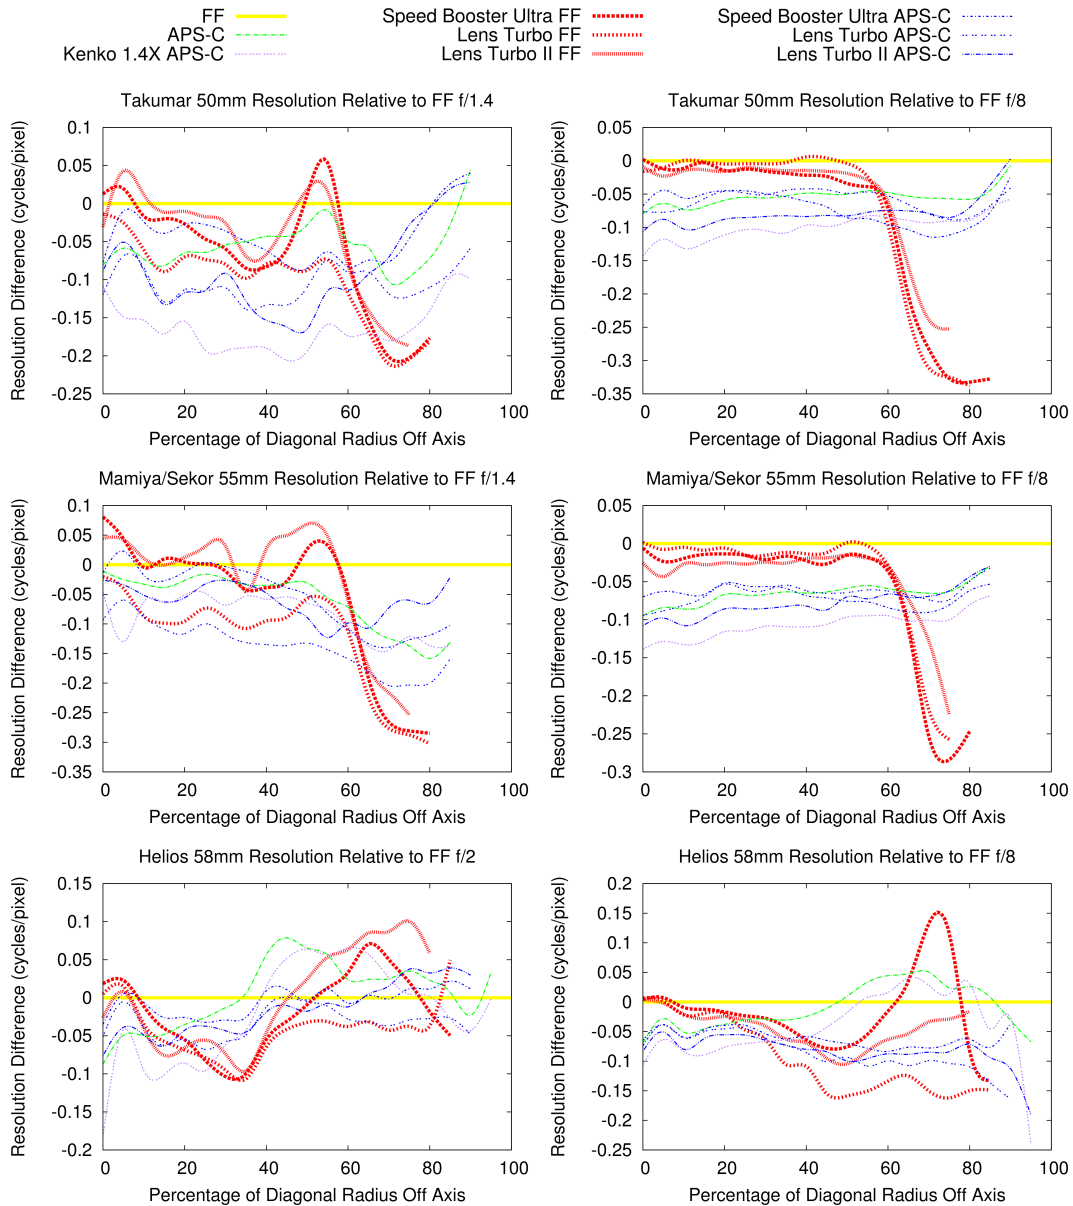 FF
APS-C
Kenko 1.4X APS-C
Speed Booster Ultra FF
Lens Turbo FF
Lens Turbo II FF
Speed Booster Ultra APS-C
Lens Turbo APS-C
Lens Turbo II APS-C
Takumar 50mm Resolution Relative to FF f/1.4
Resolution Difference (cycles/pixel)
0.1
0.05
0
-0.05
-0.1
-0.15
-0.2
-0.25
0 20 40 60 80 100
Percentage of Diagonal Radius Off Axis
Takumar 50mm Resolution Relative to FF f/8
Resolution Difference (cycles/pixel)
0.05
0
-0.05
-0.1
-0.15
-0.2
-0.25
-0.3
-0.35
0 20 40 60 80 100
Percentage of Diagonal Radius Off Axis
Mamiya/Sekor 55mm Resolution Relative to FF f/1.4
Resolution Difference (cycles/pixel)
0.1
0.05
0
-0.05
-0.1
-0.15
-0.2
-0.25
-0.3
-0.35
0 20 40 60 80 100
Percentage of Diagonal Radius Off Axis
Mamiya/Sekor 55mm Resolution Relative to FF f/8
Resolution Difference (cycles/pixel)
0.05
0
-0.05
-0.1
-0.15
-0.2
-0.25
-0.3
0 20 40 60 80 100
Percentage of Diagonal Radius Off Axis
Helios 58mm Resolution Relative to FF f/2
Resolution Difference (cycles/pixel)
0.15
0.1
0.05
0
-0.05
-0.1
-0.15
-0.2
0 20 40 60 80 100
Percentage of Diagonal Radius Off Axis
Helios 58mm Resolution Relative to FF f/8
Resolution Difference (cycles/pixel)
0.2
0.15
0.1
0.05
0
-0.05
-0.1
-0.15
-0.2
-0.25
0 20 40 60 80 100
Percentage of Diagonal Radius Off Axis